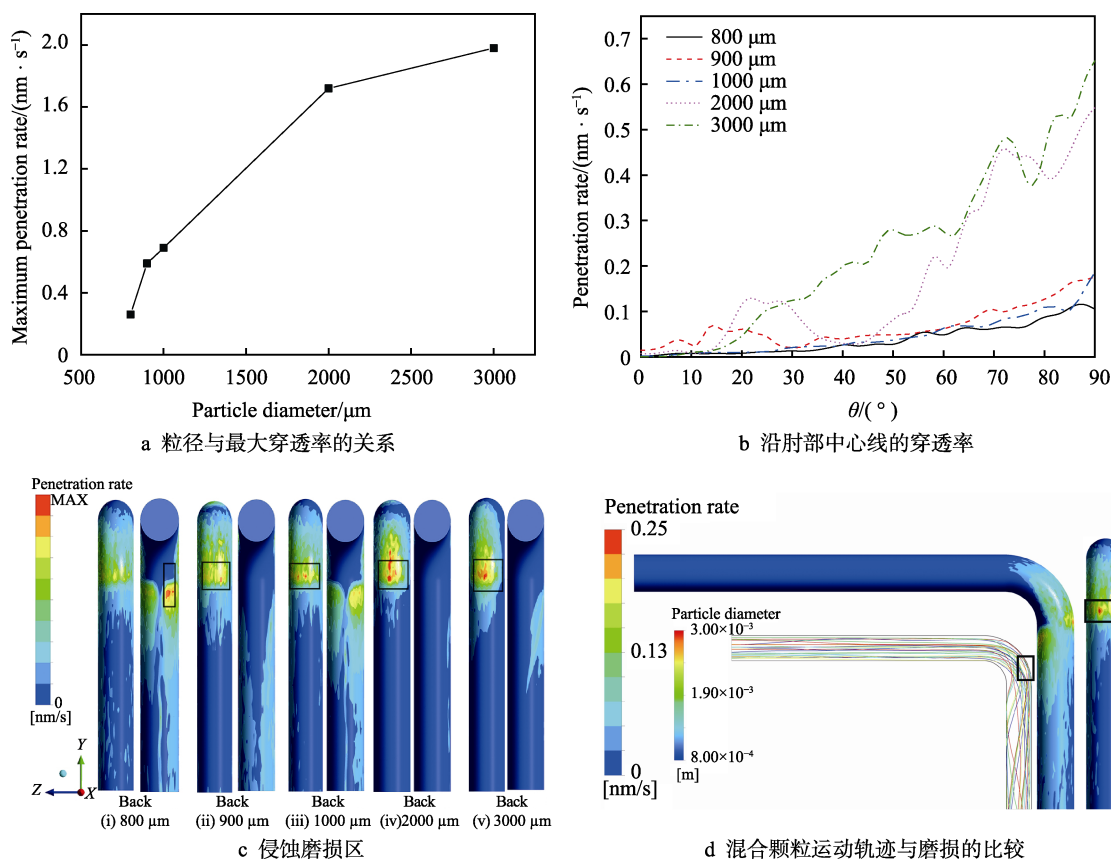 2.0
1.6
1.2
0.8
0.4
0
Maximum penetration rate/(nm · s⁻¹)
500 1000 1500 2000 2500 3000
Particle diameter/μm
a 粒径与最大穿透率的关系
0.7
0.6
0.5
0.4
0.3
0.2
0.1
0
Penetration rate/(nm · s⁻¹)
800 μm
900 μm
1000 μm
2000 μm
3000 μm
0 10 20 30 40 50 60 70 80 90
θ/( ° )
b 沿肘部中心线的穿透率
Penetration rate
MAX
0
[nm/s]
Y
Z
X
Back Back Back Back Back
(i) 800 μm (ii) 900 μm (iii) 1000 μm (iv)2000 μm (v) 3000 μm
c 侵蚀磨损区
Penetration rate
0.25
0.13
0
[nm/s]
Particle diameter
3.00×10⁻³
1.90×10⁻³
8.00×10⁻⁴
[m]
d 混合颗粒运动轨迹与磨损的比较